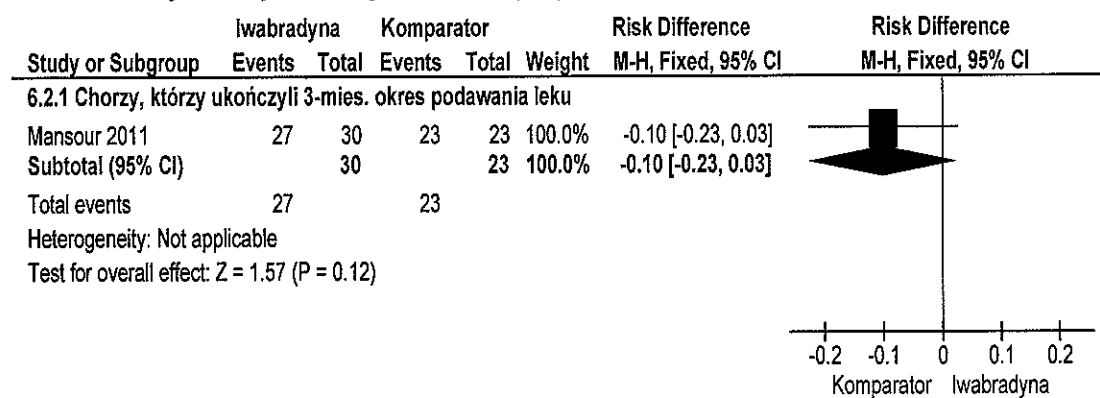 Iwabradyna Komparator Risk Difference Risk Difference
Study or Subgroup Events Total Events Total Weight M-H, Fixed, 95% CI M-H, Fixed, 95% CI
6.2.1 Chorzy, którzy ukończyli 3-mies. okres podawania leku
Mansour 2011 27 30 23 23 100.0% -0.10 [-0.23, 0.03]
Subtotal (95% CI) 30 23 100.0% -0.10 [-0.23, 0.03]
Total events 27 23
Heterogeneity: Not applicable
Test for overall effect: Z = 1.57 (P = 0.12)
-0.2 -0.1 0 0.1 0.2
Komparator Iwabradyna